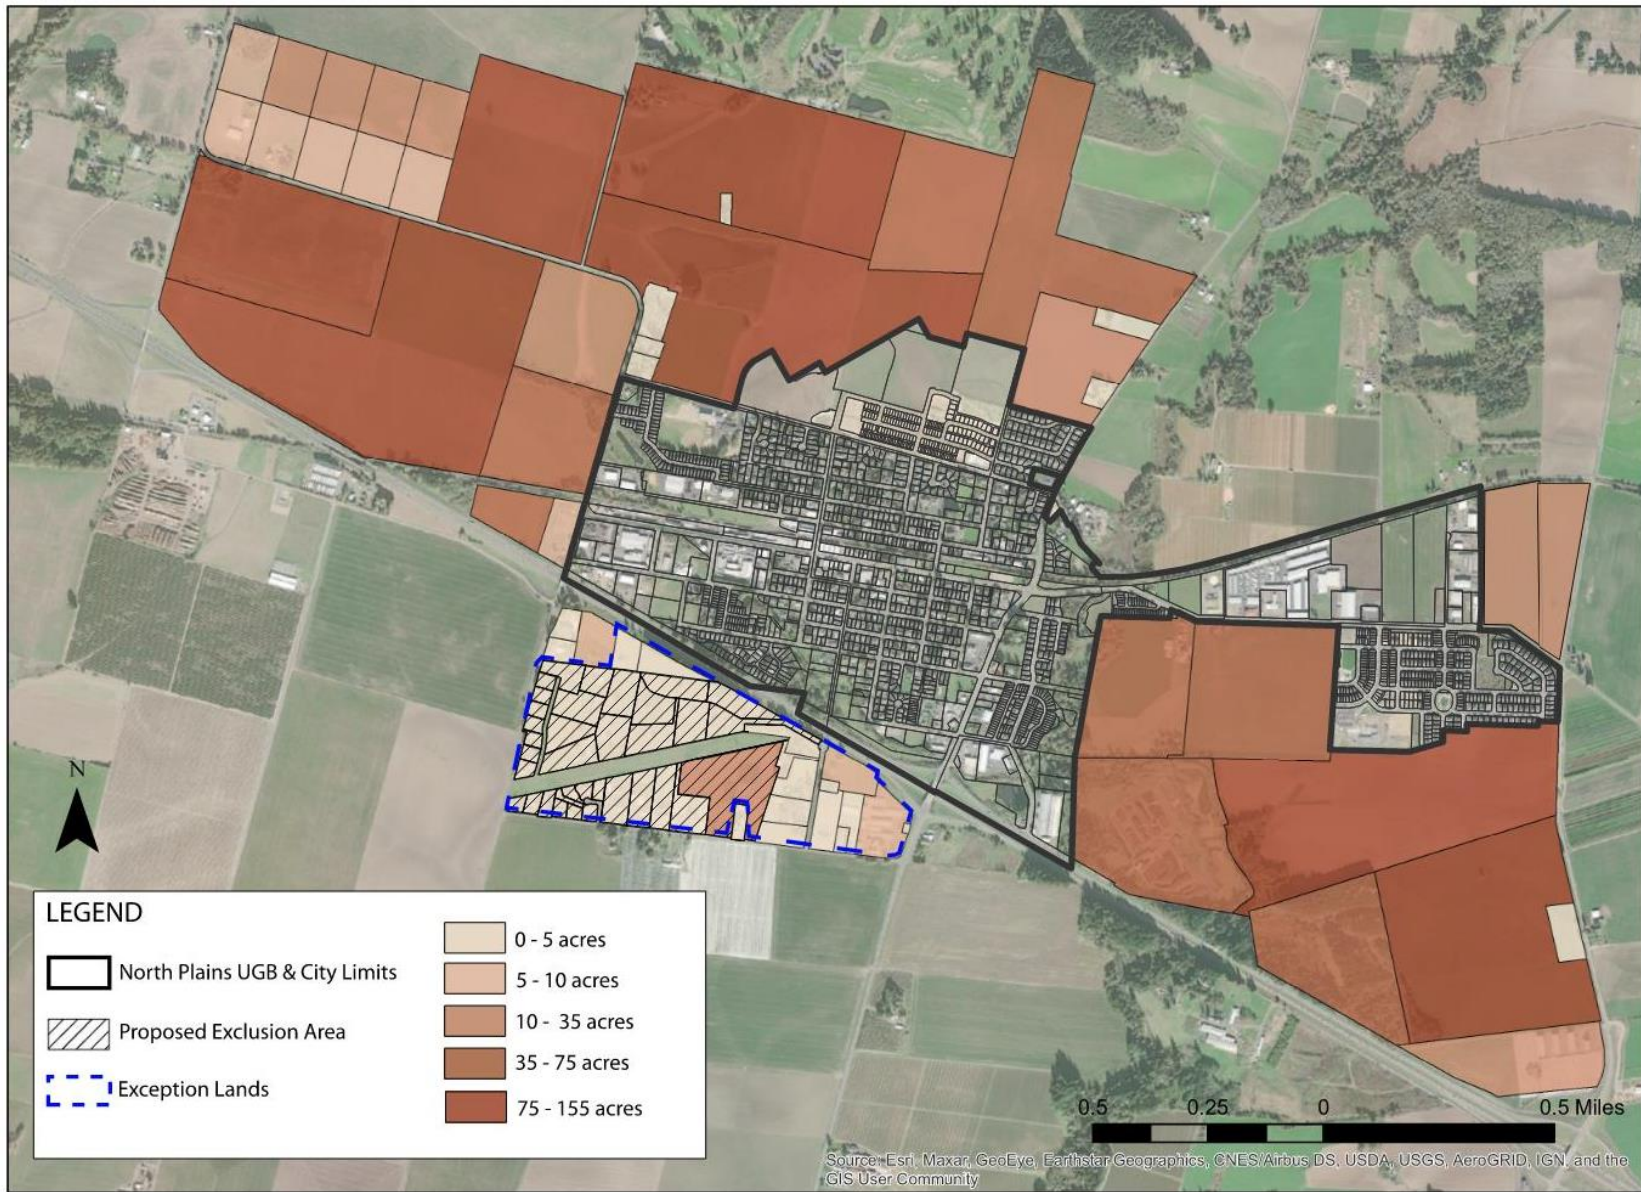 N
LEGEND
North Plains UGB & City Limits
Proposed Exclusion Area
Exception Lands
0 - 5 acres
5 - 10 acres
10 - 35 acres
35 - 75 acres
75 - 155 acres
0.5 0.25 0 0.5 Miles
Source: Esri, Maxar, GeoEye, Earthstar Geographics, CNES/Airbus DS, USDA, USGS, AeroGRID, IGN, and the
GIS User Community